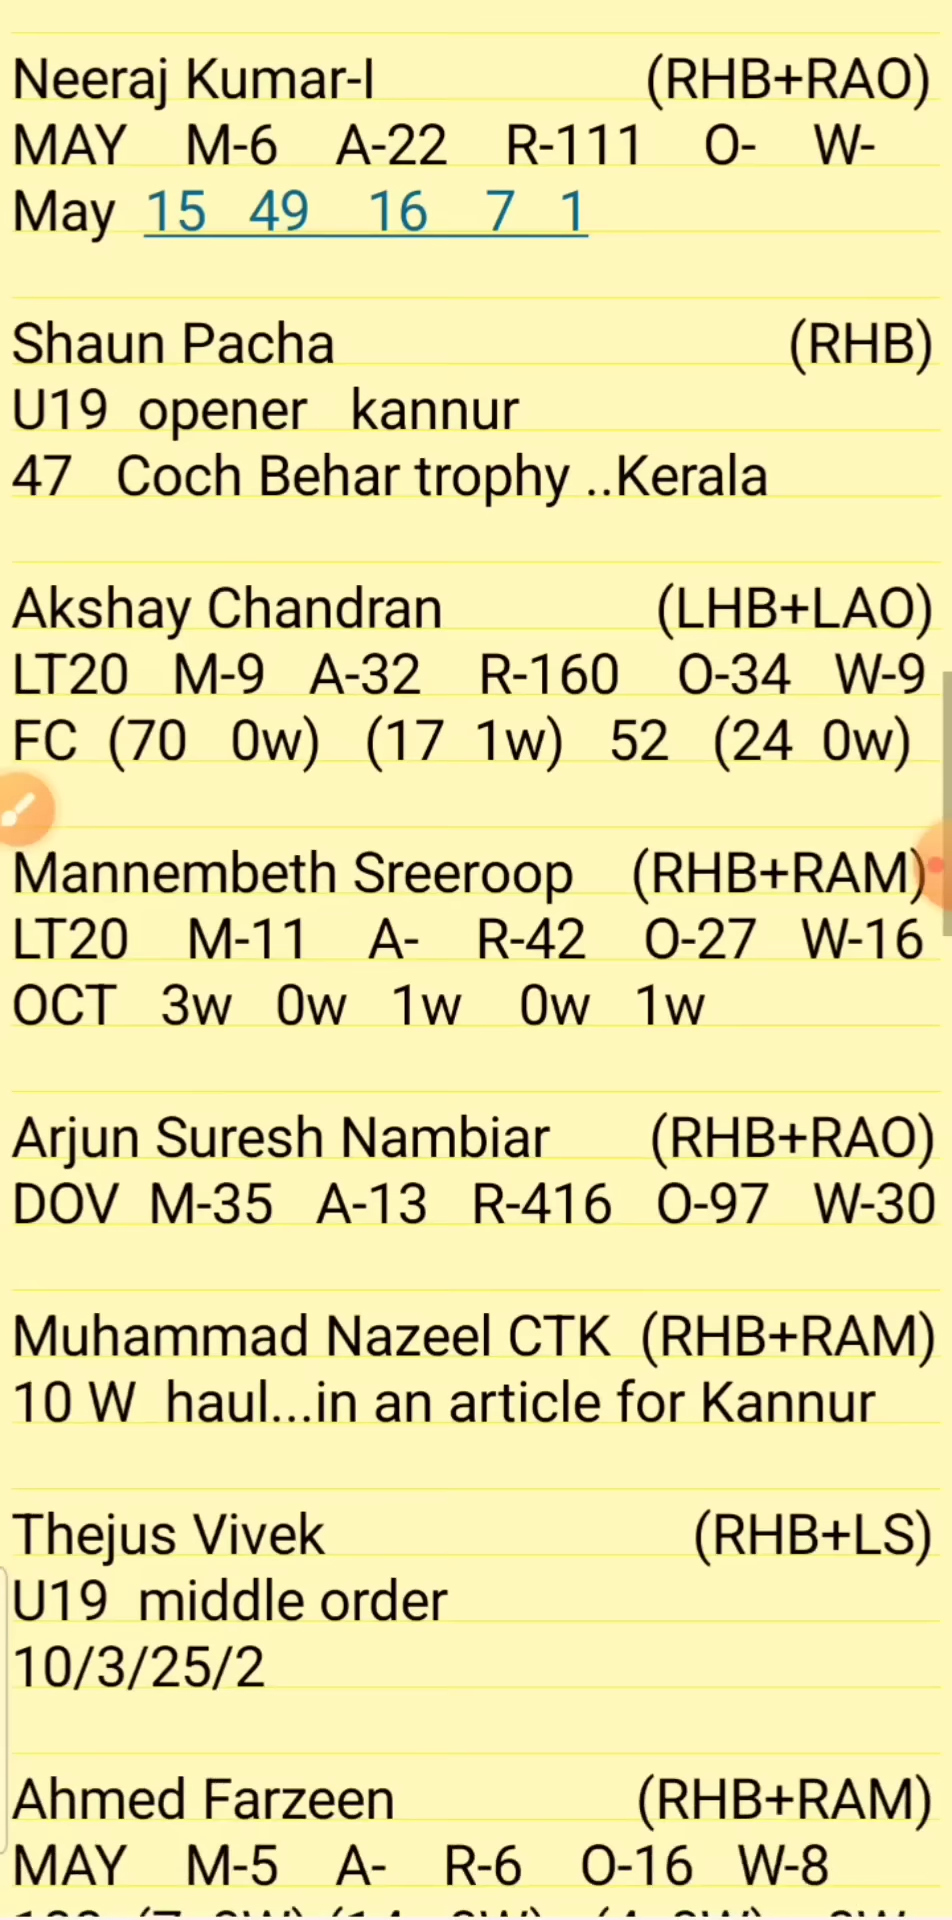 Neeraj Kumar-I (RHB+RAO)
MAY M-6 A-22 R-111 O- W-
May 15 49 16 7 1
Shaun Pacha (RHB)
U19 opener kannur
47 Coch Behar trophy ..Kerala
Akshay Chandran (LHB+LAO)
LT20 M-9 A-32 R-160 O-34 W-9
FC (70 0w) (17 1w) 52 (24 0w)
Mannembeth Sreeroop (RHB+RAM)
LT20 M-11 A- R-42 O-27 W-16
OCT 3w 0w 1w 0w 1w
Arjun Suresh Nambiar (RHB+RAO)
DOV M-35 A-13 R-416 O-97 W-30
Muhammad Nazeel CTK (RHB+RAM)
10 W haul...in an article for Kannur
Thejus Vivek (RHB+LS)
U19 middle order
10/3/25/2
Ahmed Farzeen (RHB+RAM)
MAY M-5 A- R-6 O-16 W-8